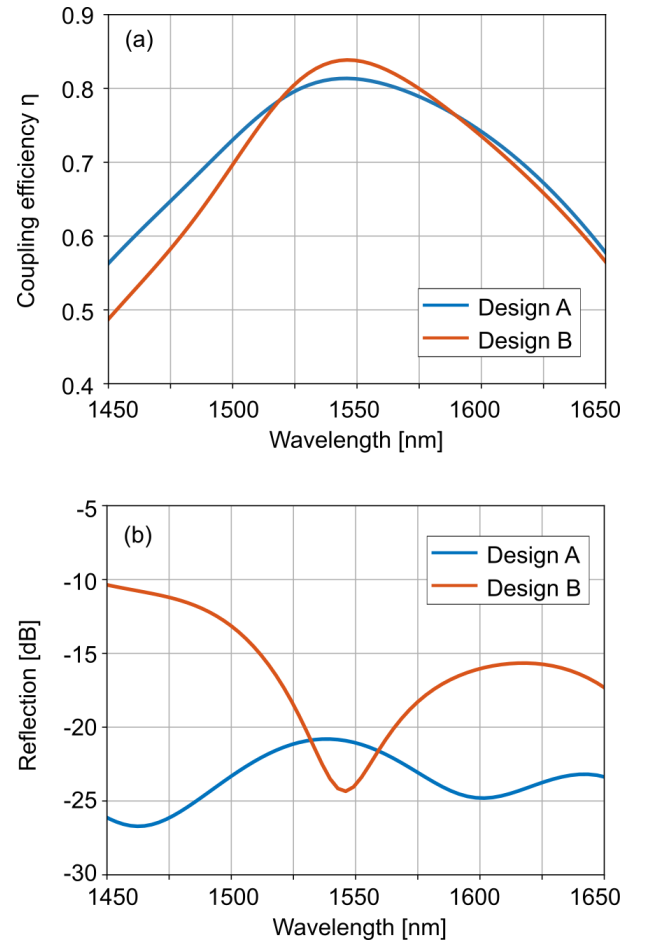 (a)
Coupling efficiency η
0.9
0.8
0.7
0.6
0.5
0.4
Design A
Design B
1450
1500
1550
1600
1650
Wavelength [nm]
(b)
Reflection [dB]
-5
-10
-15
-20
-25
-30
Design A
Design B
1450
1500
1550
1600
1650
Wavelength [nm]